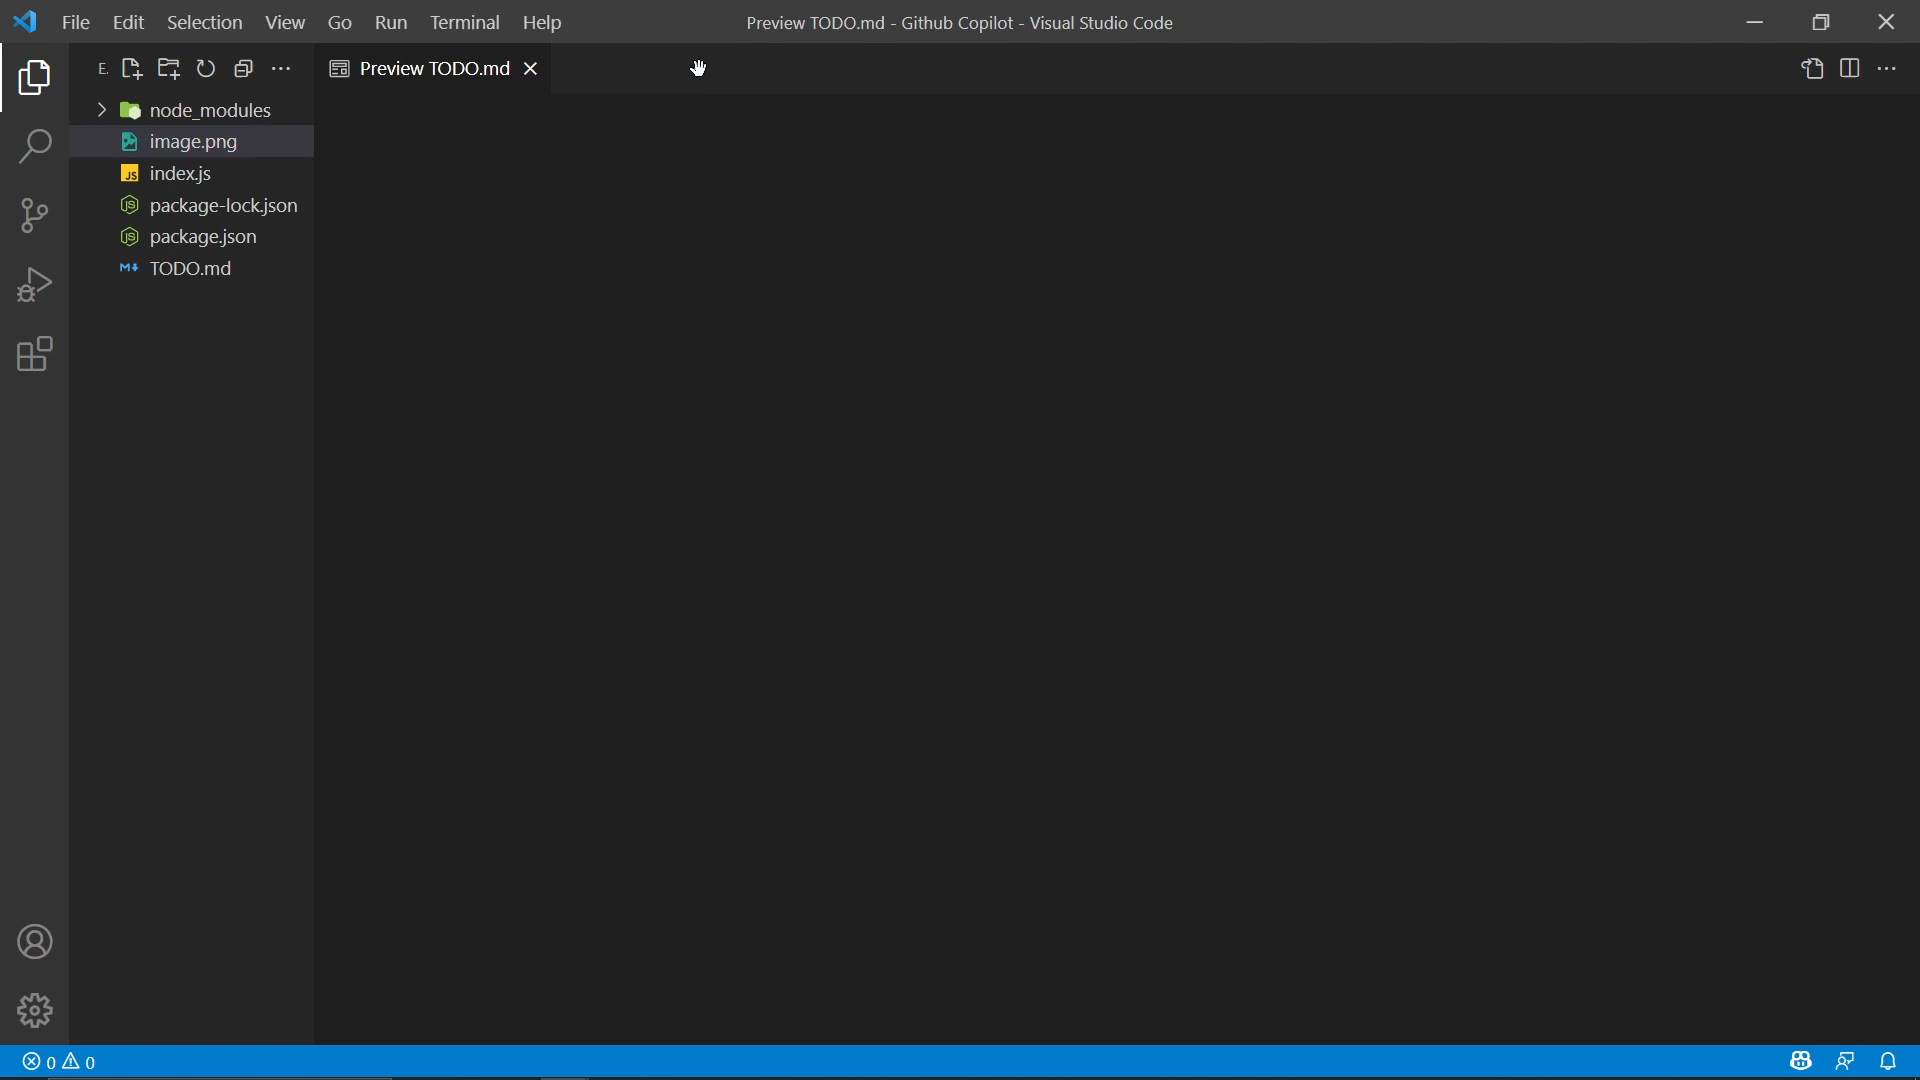 File Edit Selection View Go Run Terminal Help
Preview TODO.md - Github Copilot - Visual Studio Code
E.
Preview TODO.md
node_modules
image.png
JS index.js
package-lock.json
package.json
M TODO.md
0 0